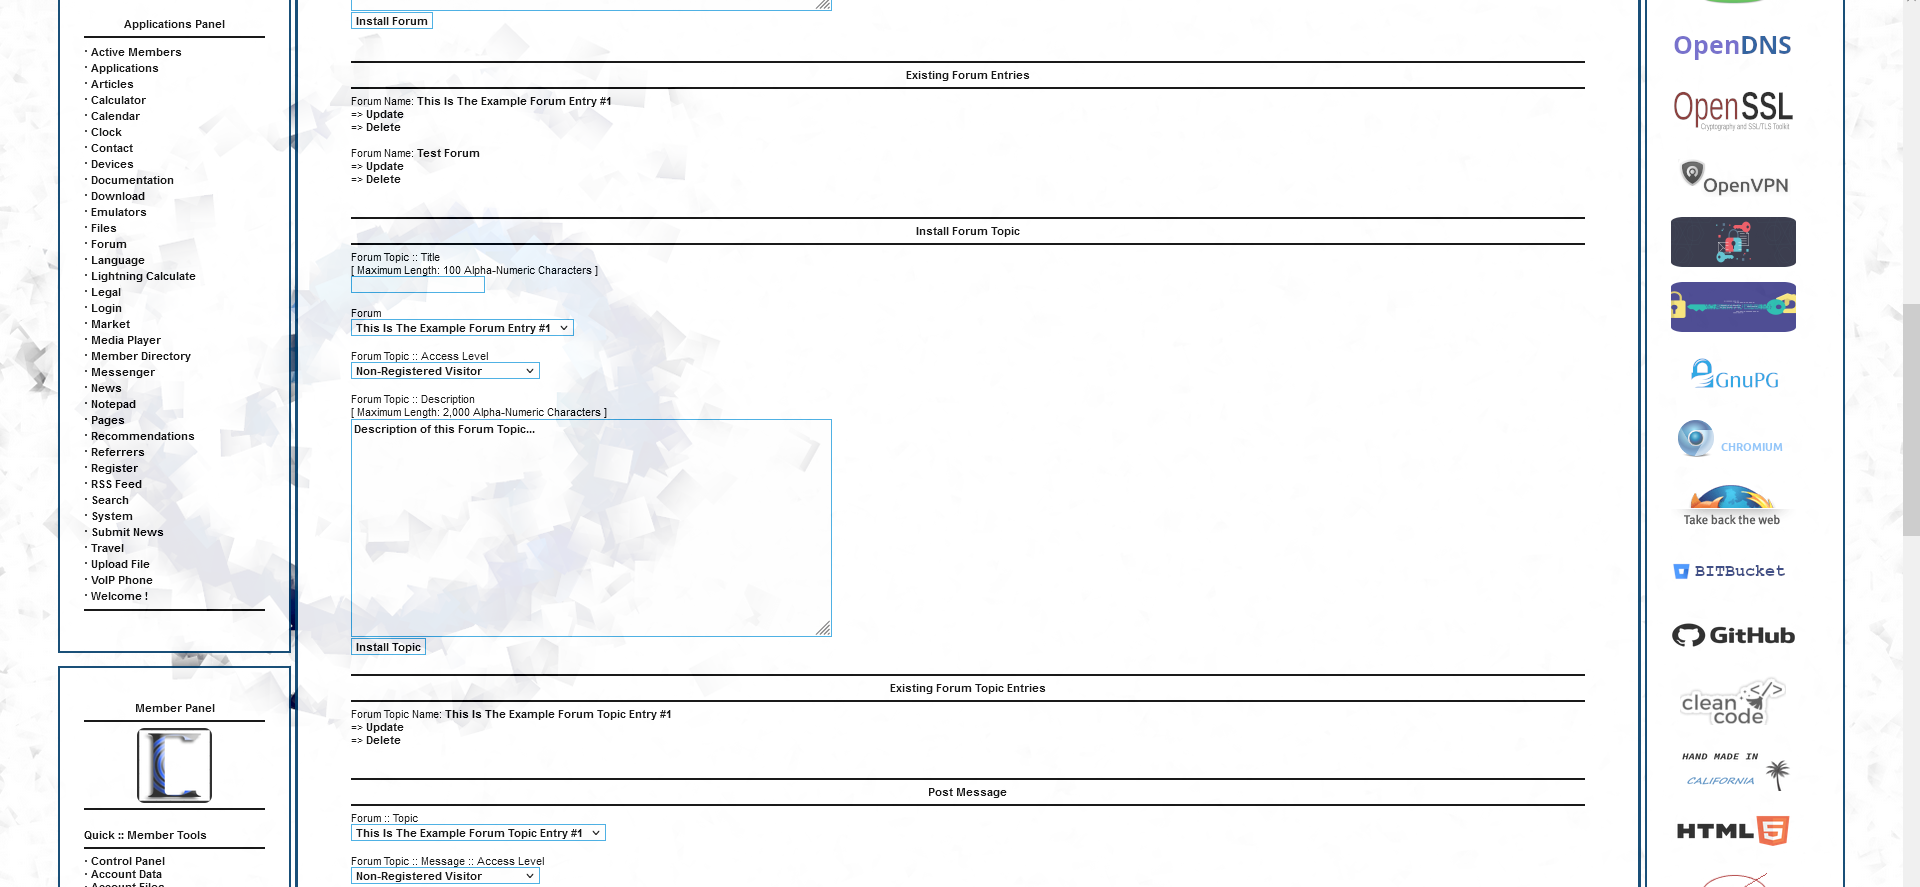 Applications Panel
· Active Members
· Applications
· Articles
· Calculator
· Calendar
· Clock
· Contact
· Devices
· Documentation
· Download
· Emulators
· Files
· Forum
· Language
· Lightning Calculate
· Legal
· Login
· Market
· Media Player
· Member Directory
· Messenger
· News
· Notepad
· Pages
· Recommendations
· Referrers
· Register
· RSS Feed
· Search
· System
· Submit News
· Travel
· Upload File
· VoIP Phone
· Welcome !
Member Panel
Quick :: Member Tools
· Control Panel
· Account Data
· Account Files
Install Forum
Existing Forum Entries
Forum Name: This Is The Example Forum Entry #1
=> Update
=> Delete
Forum Name: Test Forum
=> Update
=> Delete
Install Forum Topic
Forum Topic :: Title
[ Maximum Length: 100 Alpha-Numeric Characters ]
Forum
This Is The Example Forum Entry #1
Forum Topic :: Access Level
Non-Registered Visitor
Forum Topic :: Description
[ Maximum Length: 2,000 Alpha-Numeric Characters ]
Description of this Forum Topic...
Install Topic
Existing Forum Topic Entries
Forum Topic Name: This Is The Example Forum Topic Entry #1
=> Update
=> Delete
Post Message
Forum :: Topic
This Is The Example Forum Topic Entry #1
Forum Topic :: Message :: Access Level
Non-Registered Visitor
OpenDNS
OpenSSL
Cryptography and SSL/TLS Toolkit
OpenVPN
GnuPG
CHROMIUM
Take back the web
BITBucket
GitHub
clean
code
HAND MADE IN
CALIFORNIA
HTML5